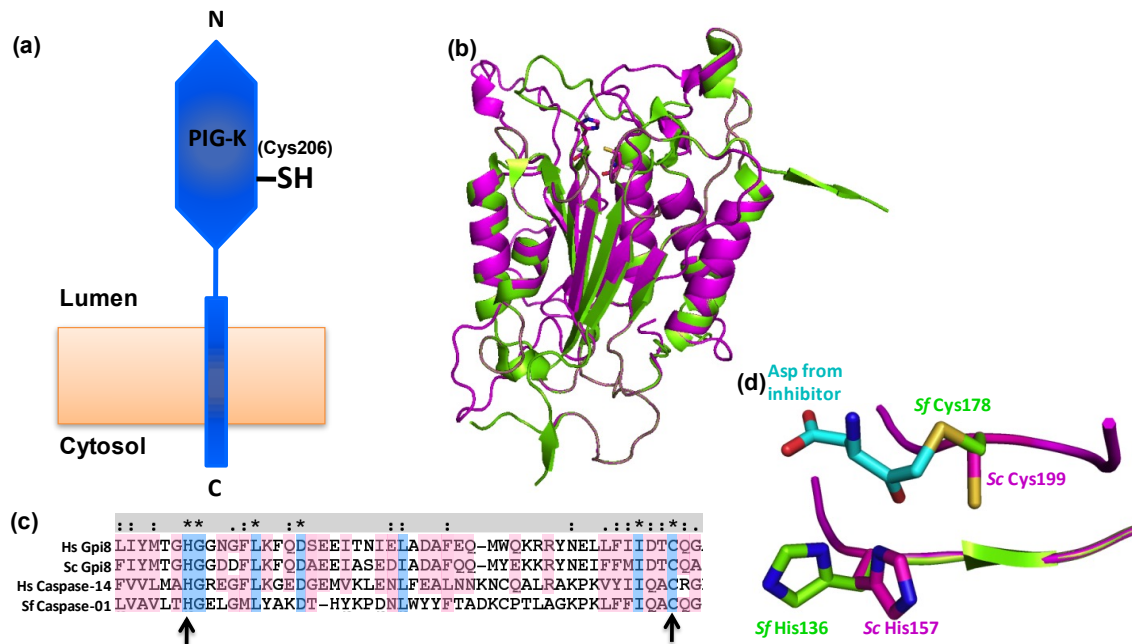 N
(a)
PIG-K
(Cys206)
SH
Lumen
Cytosol
C
(b)
(c)
:: : ** .:* :* :: : . :: *:*:.
Hs Gpi8 LIYMTGHGGNGFLKFQDSEEITNIELADAFEQ-MWQKRRYNELLFIIDTCQG
Sc Gpi8 FIYMTGHGGDDFLKFQDAEEIASEDIADAFQQ-MYEKKRYNEIFFMIDTCQA
Hs Caspase-14 FVVLMAHGREGFLKGEDGEMVKLENLFEALNNKNCQALRAKPKVYIIQACRG
Sf Caspase-01 LVAVLTHGELGMLYAKDT-HYKPDNLWYYFTADKCPTLAGKPKLFFIQACQG
(d)
Asp from
inhibitor
Sf Cys178
Sc Cys199
Sf His136
Sc His157